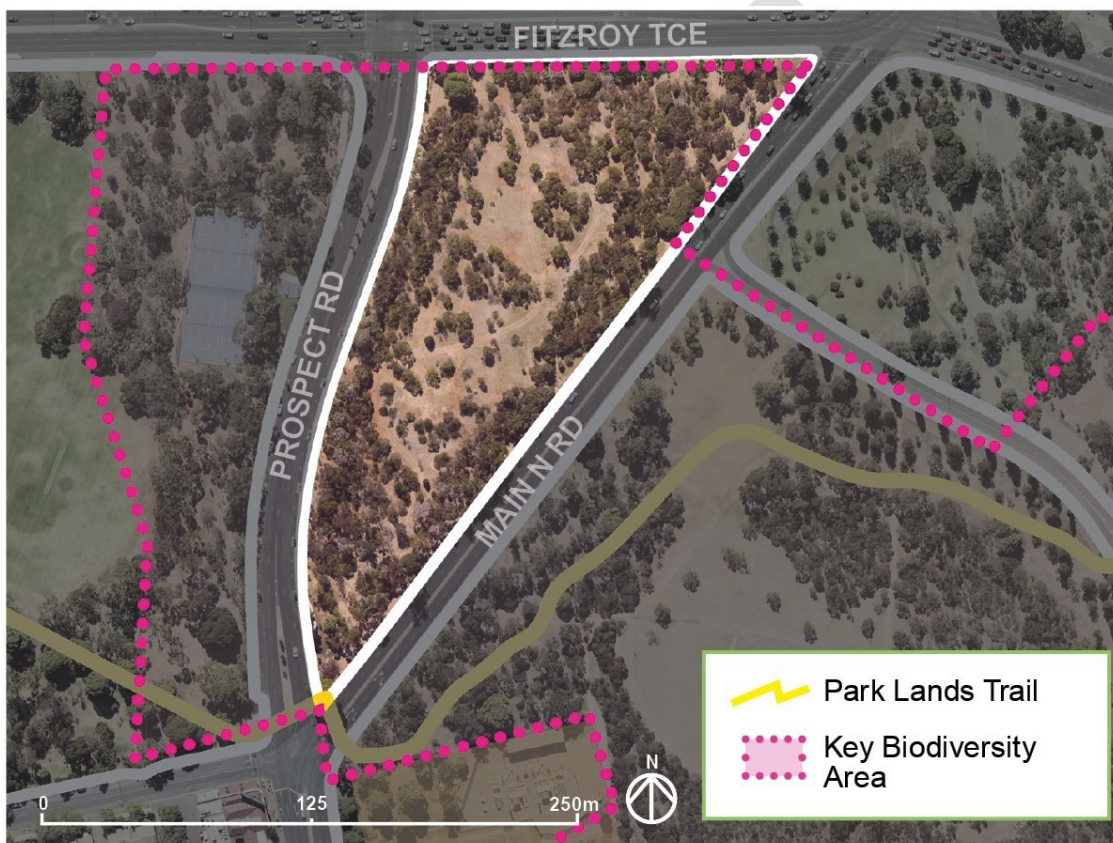 FITZROY TCE
PROSPECT RD
MAIN N RD
Park Lands Trail
Key Biodiversity
Area
N
0 125 250m